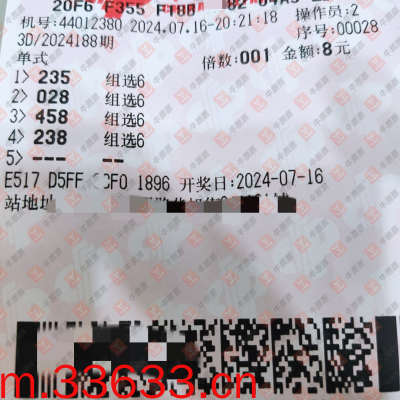 20F6 F355 F188
机号:44012380 2024.07.16-20:21:18 操作员:2
3D/2024188期 序号:00028
单式 倍数:001 金额:8元
1> 235 组选6
2> 028 组选6
3> 458 组选6
4> 238 组选6
5> --- ---
E517 D5FF CF0 1896 开奖日:2024-07-16
站地址
m.33633.cn